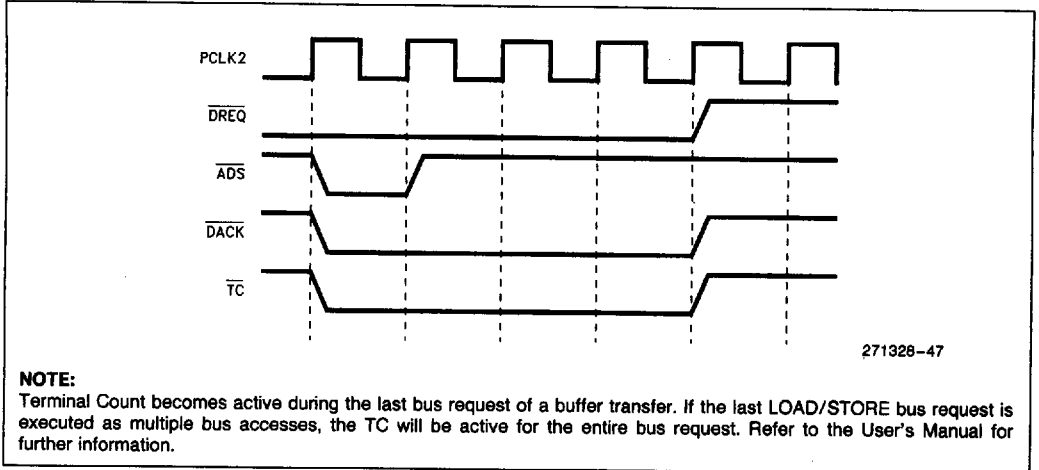 PCLK2
DREQ
ADS
DACK
TC
271328-47
NOTE:
Terminal Count becomes active during the last bus request of a buffer transfer. If the last LOAD/STORE bus request is
executed as multiple bus accesses, the TC will be active for the entire bus request. Refer to the User's Manual for
further information.